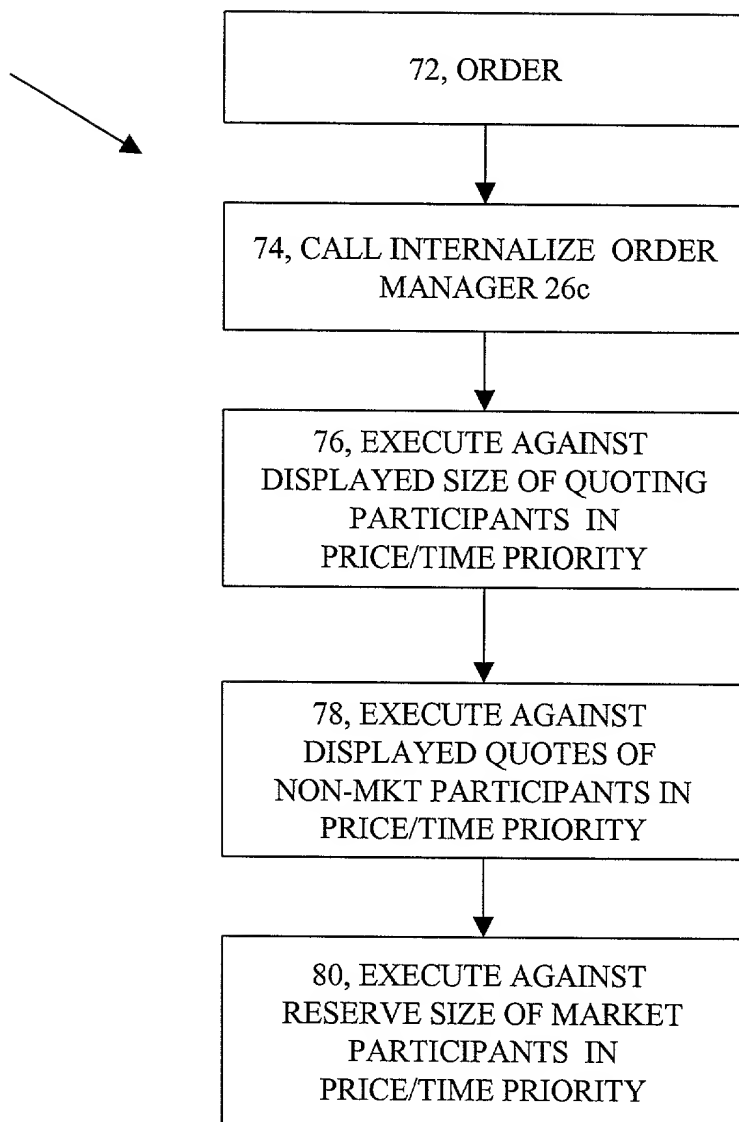 72, ORDER
74, CALL INTERNALIZE ORDER
MANAGER 26c
76, EXECUTE AGAINST
DISPLAYED SIZE OF QUOTING
PARTICIPANTS IN
PRICE/TIME PRIORITY
78, EXECUTE AGAINST
DISPLAYED QUOTES OF
NON-MKT PARTICIPANTS IN
PRICE/TIME PRIORITY
80, EXECUTE AGAINST
RESERVE SIZE OF MARKET
PARTICIPANTS IN
PRICE/TIME PRIORITY